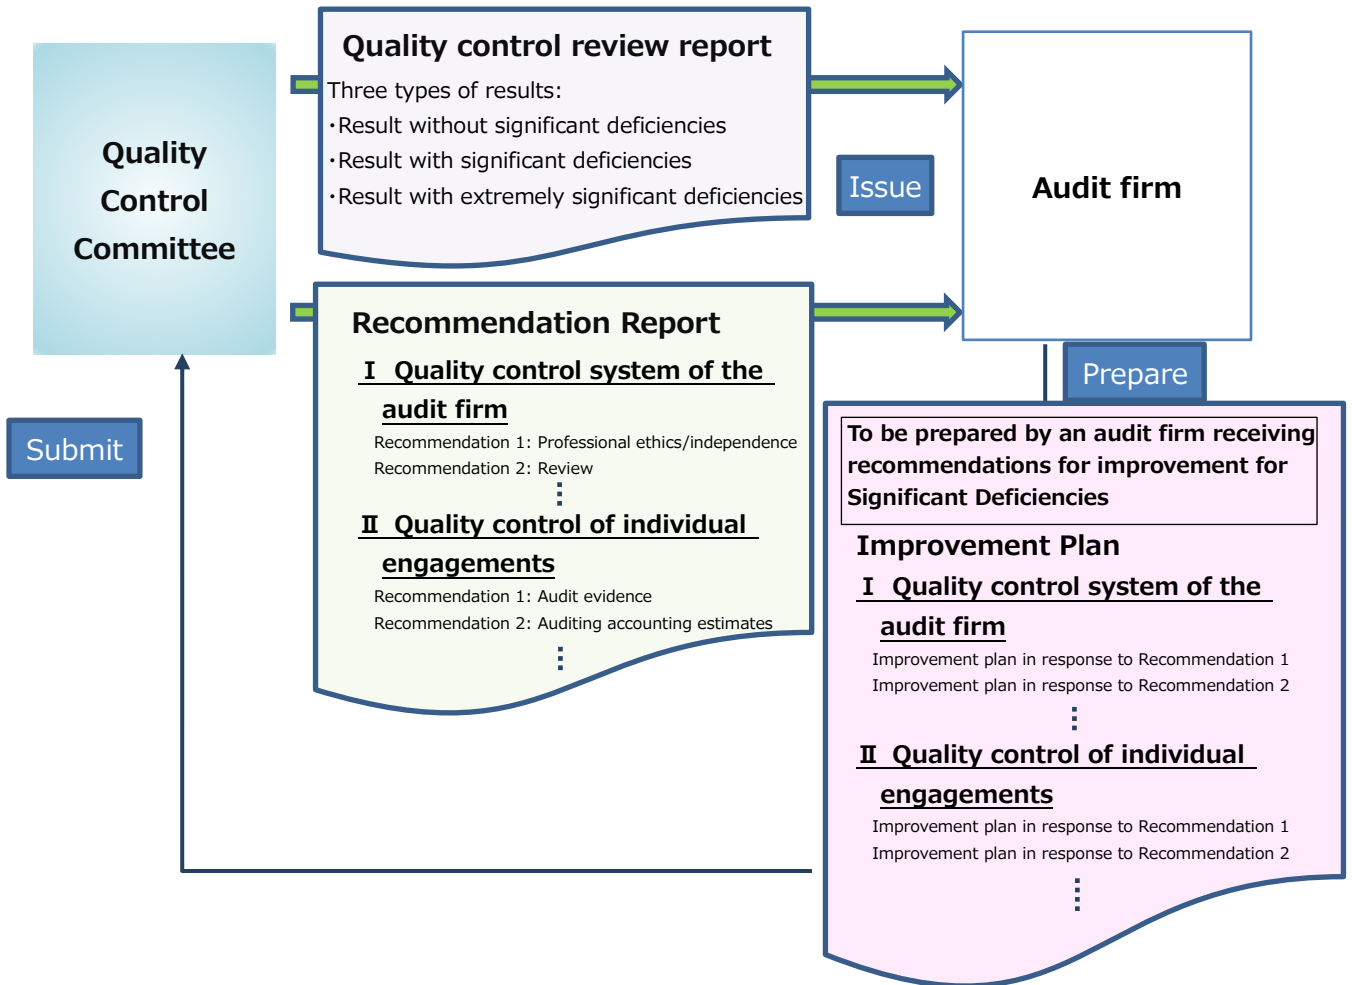 Quality
Control
Committee
Quality control review report
Three types of results:
・Result without significant deficiencies
・Result with significant deficiencies
・Result with extremely significant deficiencies
Issue
Audit firm
Recommendation Report
Ⅰ Quality control system of the
audit firm
Recommendation 1: Professional ethics/independence
Recommendation 2: Review
Ⅱ Quality control of individual
engagements
Recommendation 1: Audit evidence
Recommendation 2: Auditing accounting estimates
Submit
Prepare
To be prepared by an audit firm receiving
recommendations for improvement for
Significant Deficiencies
Improvement Plan
Ⅰ Quality control system of the
audit firm
Improvement plan in response to Recommendation 1
Improvement plan in response to Recommendation 2
Ⅱ Quality control of individual
engagements
Improvement plan in response to Recommendation 1
Improvement plan in response to Recommendation 2